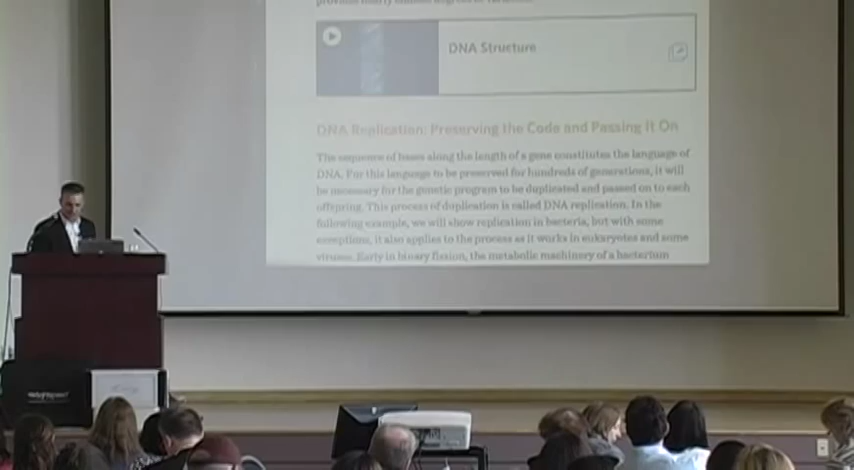 DNA Structure
DNA Replication: Preserving the Code and Passing It On
The sequence of bases along the length of a gene constitutes the language of
DNA. For this language to be preserved for hundreds of generations, it will
be necessary for the genetic program to be duplicated and passed on to each
offspring. This process of duplication is called DNA replication. In the
following example, we will show replication in bacteria, but with some
exceptions, it also applies to the process as it works in eukaryotes and some
viruses. Early in binary fission, the metabolic machinery of a bacterium